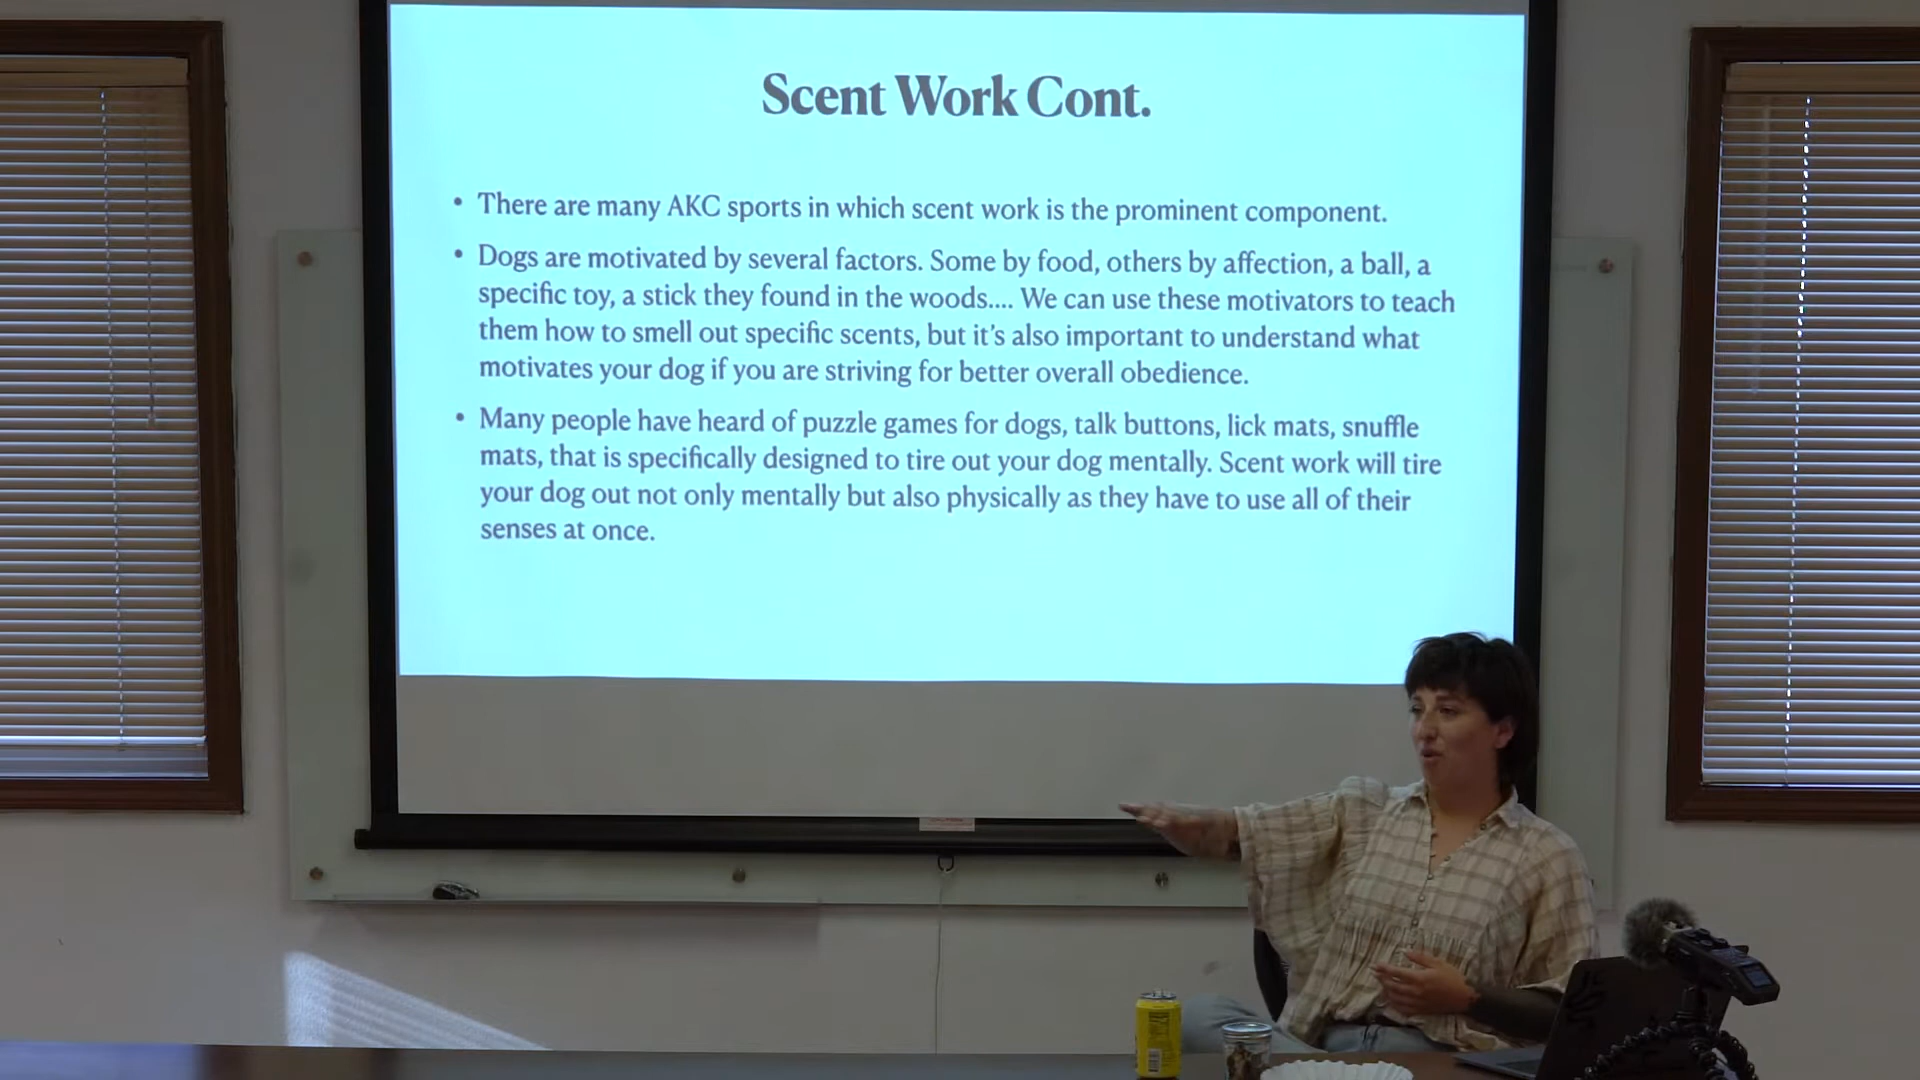 Scent Work Cont.
• There are many AKC sports in which scent work is the prominent component.
• Dogs are motivated by several factors. Some by food, others by affection, a ball, a
specific toy, a stick they found in the woods.... We can use these motivators to teach
them how to smell out specific scents, but it's also important to understand what
motivates your dog if you are striving for better overall obedience.
• Many people have heard of puzzle games for dogs, talk buttons, lick mats, snuffle
mats, that is specifically designed to tire out your dog mentally. Scent work will tire
your dog out not only mentally but also physically as they have to use all of their
senses at once.